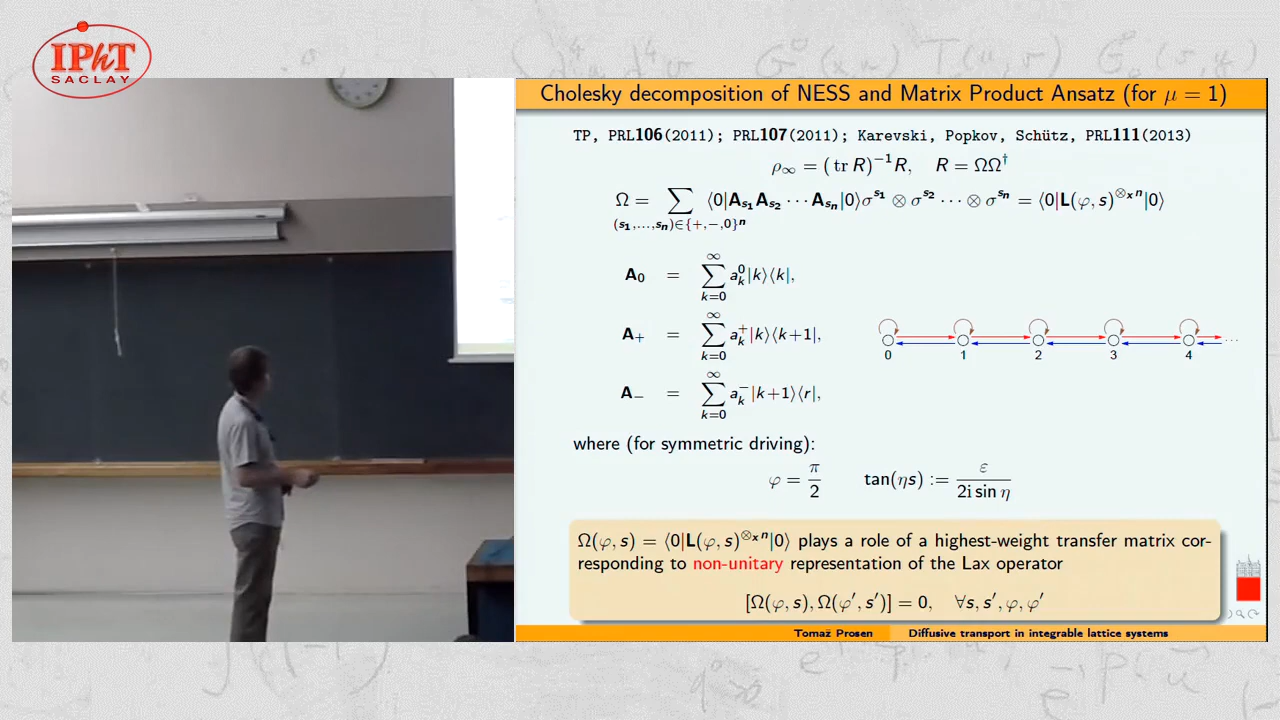 IPhT
SACLAY
Cholesky decomposition of NESS and Matrix Product Ansatz (for μ = 1)
TP, PRL106(2011); PRL107(2011); Karevski, Popkov, Schütz, PRL111(2013)
ρ∞ = (tr R)⁻¹R, R = ΩΩ†
Ω = ∑ ⟨0|A_{s₁}A_{s₂} ··· A_{sₙ}|0⟩σ^{s₁} ⊗ σ^{s₂} ··· ⊗ σ^{sₙ} = ⟨0|L(φ, s)^{⊗ₓn}|0⟩
(s₁,...,sₙ)∈{+,−,0}ⁿ
A₀ = ∑_{k=0}^{∞} a_k^0|k⟩⟨k|,
A₊ = ∑_{k=0}^{∞} a_k^+|k⟩⟨k+1|,
0 1 2 3 4 ···
A₋ = ∑_{k=0}^{∞} a_k^−|k+1⟩⟨r|,
where (for symmetric driving):
φ = π/2 tan(ηs) := ε/(2i sin η)
Ω(φ, s) = ⟨0|L(φ, s)^{⊗ₓn}|0⟩ plays a role of a highest-weight transfer matrix cor-
responding to non-unitary representation of the Lax operator
[Ω(φ, s), Ω(φ′, s′)] = 0, ∀s, s′, φ, φ′
Tomaž Prosen Diffusive transport in integrable lattice systems